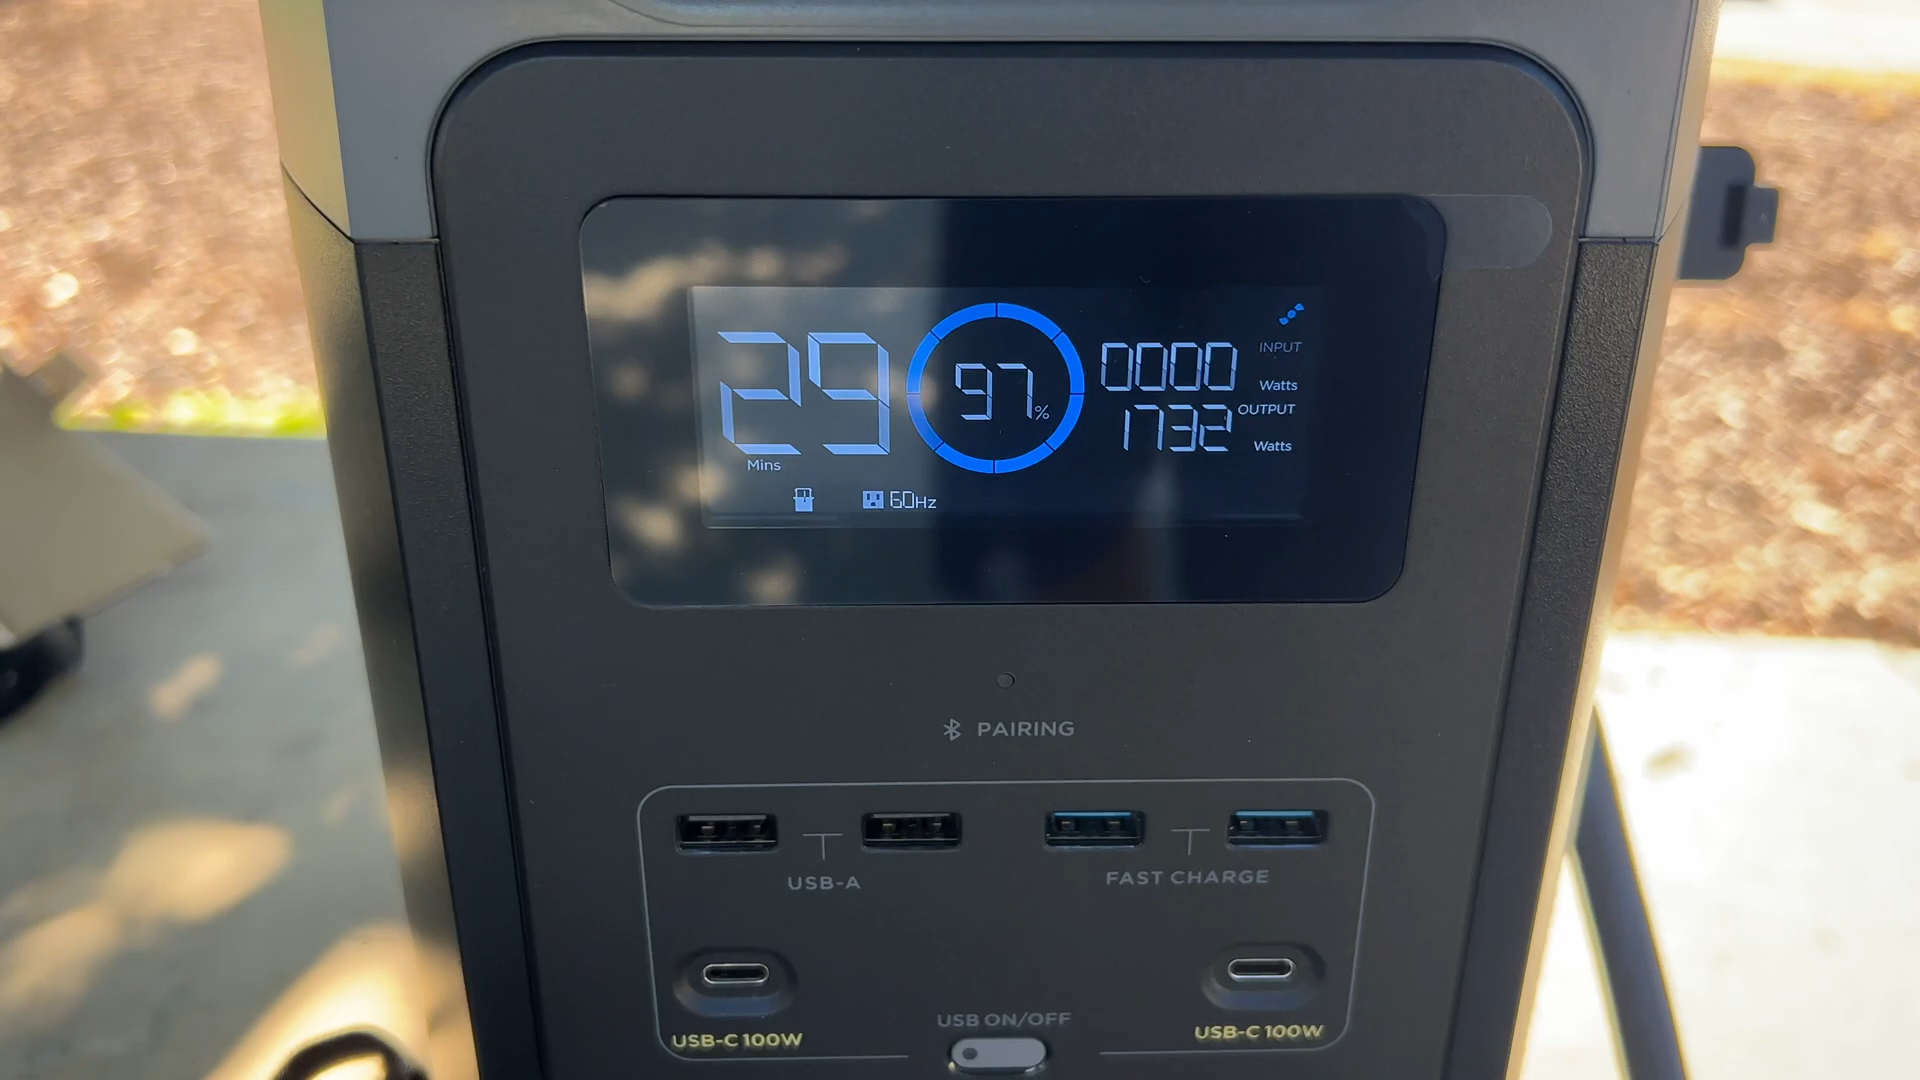 29
Mins
97%
0000
INPUT
Watts
1732
OUTPUT
Watts
60Hz
PAIRING
USB-A
FAST CHARGE
USB-C 100W
USB ON/OFF
USB-C 100W